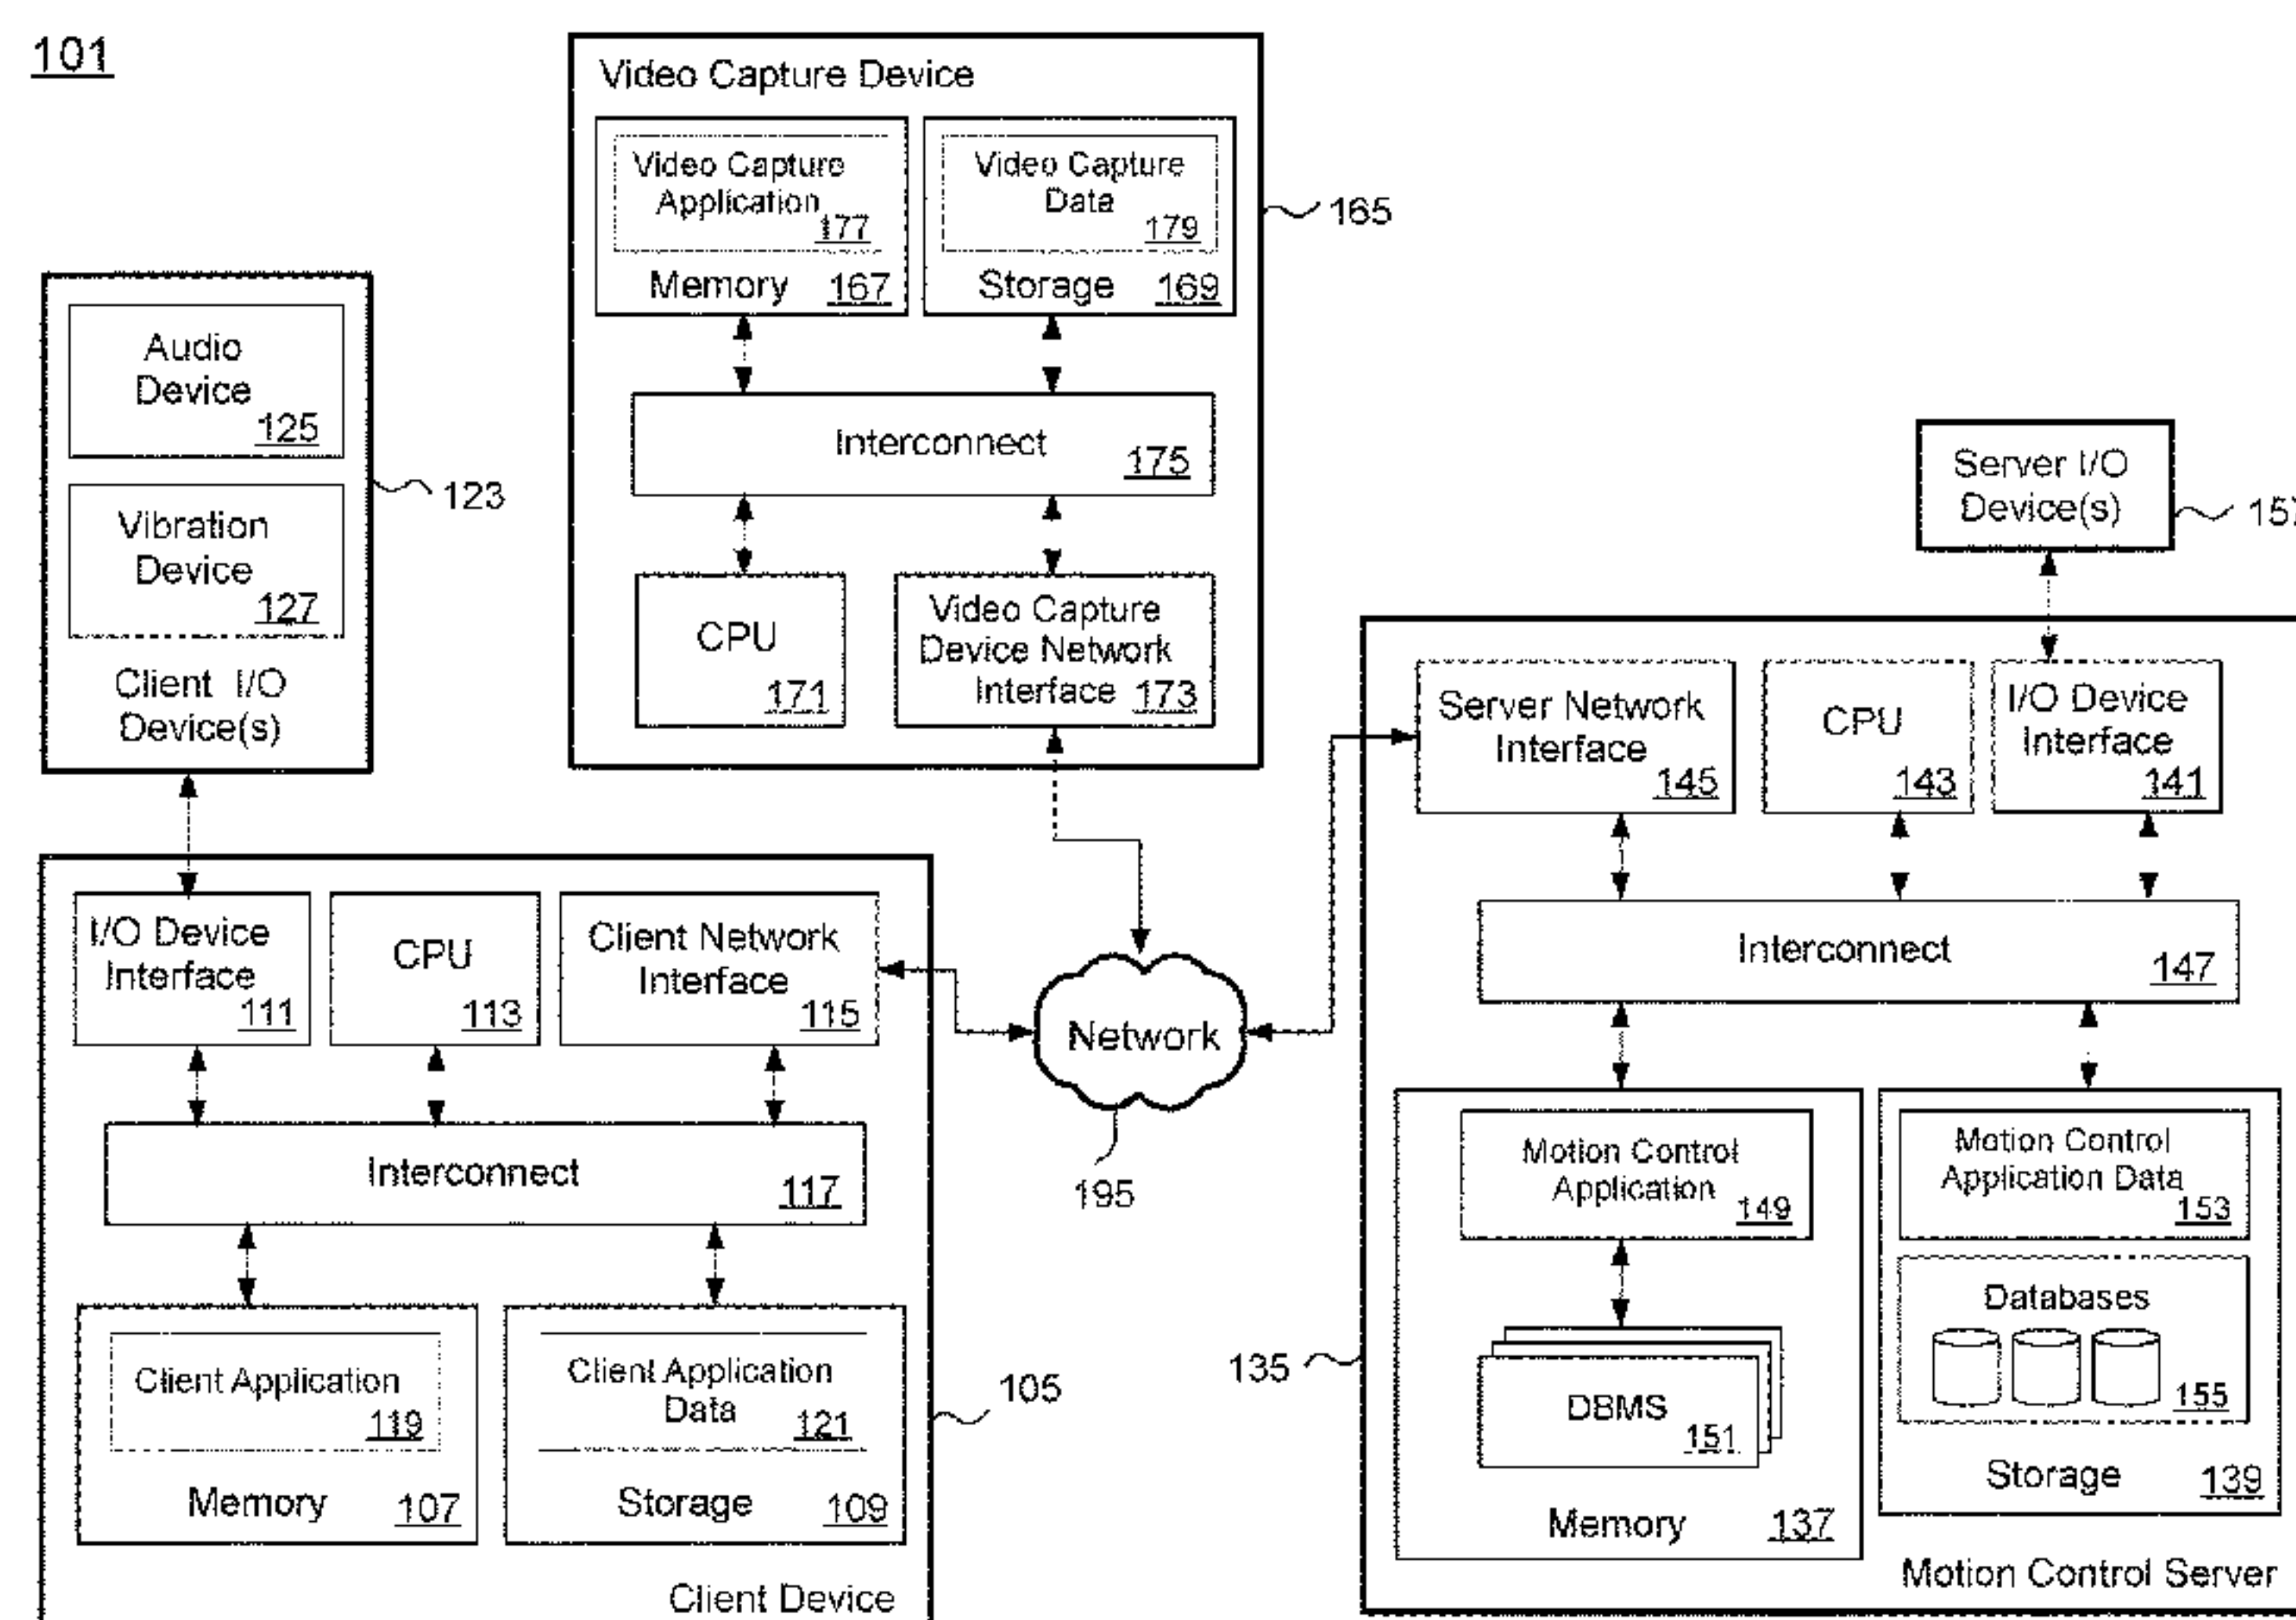 101
Video Capture Device
Video Capture
Application
177
Memory 167
Video Capture
Data
179
Storage 169
165
Interconnect
175
CPU
171
Video Capture
Device Network
Interface 173
Audio
Device
125
Vibration
Device
127
Client I/O
Device(s)
123
Server I/O
Device(s)
157
Server Network
Interface
145
CPU
143
I/O Device
Interface
141
Interconnect
147
Motion Control
Application
149
DBMS
151
Memory 137
Motion Control
Application Data
153
Databases
155
Storage 139
Motion Control Server
135
I/O Device
Interface
111
CPU
113
Client Network
Interface
115
Interconnect
117
Client Application
119
Memory 107
Client Application
Data
121
Storage 109
Client Device
105
Network
195